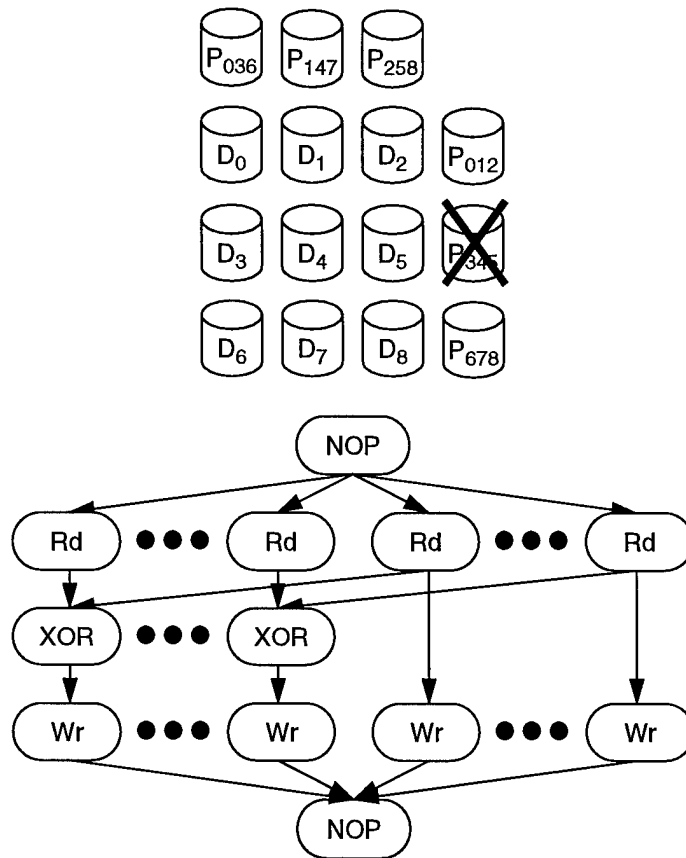 P036 P147 P258
D0 D1 D2 P012
D3 D4 D5 P345
D6 D7 D8 P678
NOP
Rd Rd Rd Rd
XOR XOR
Wr Wr Wr Wr
NOP